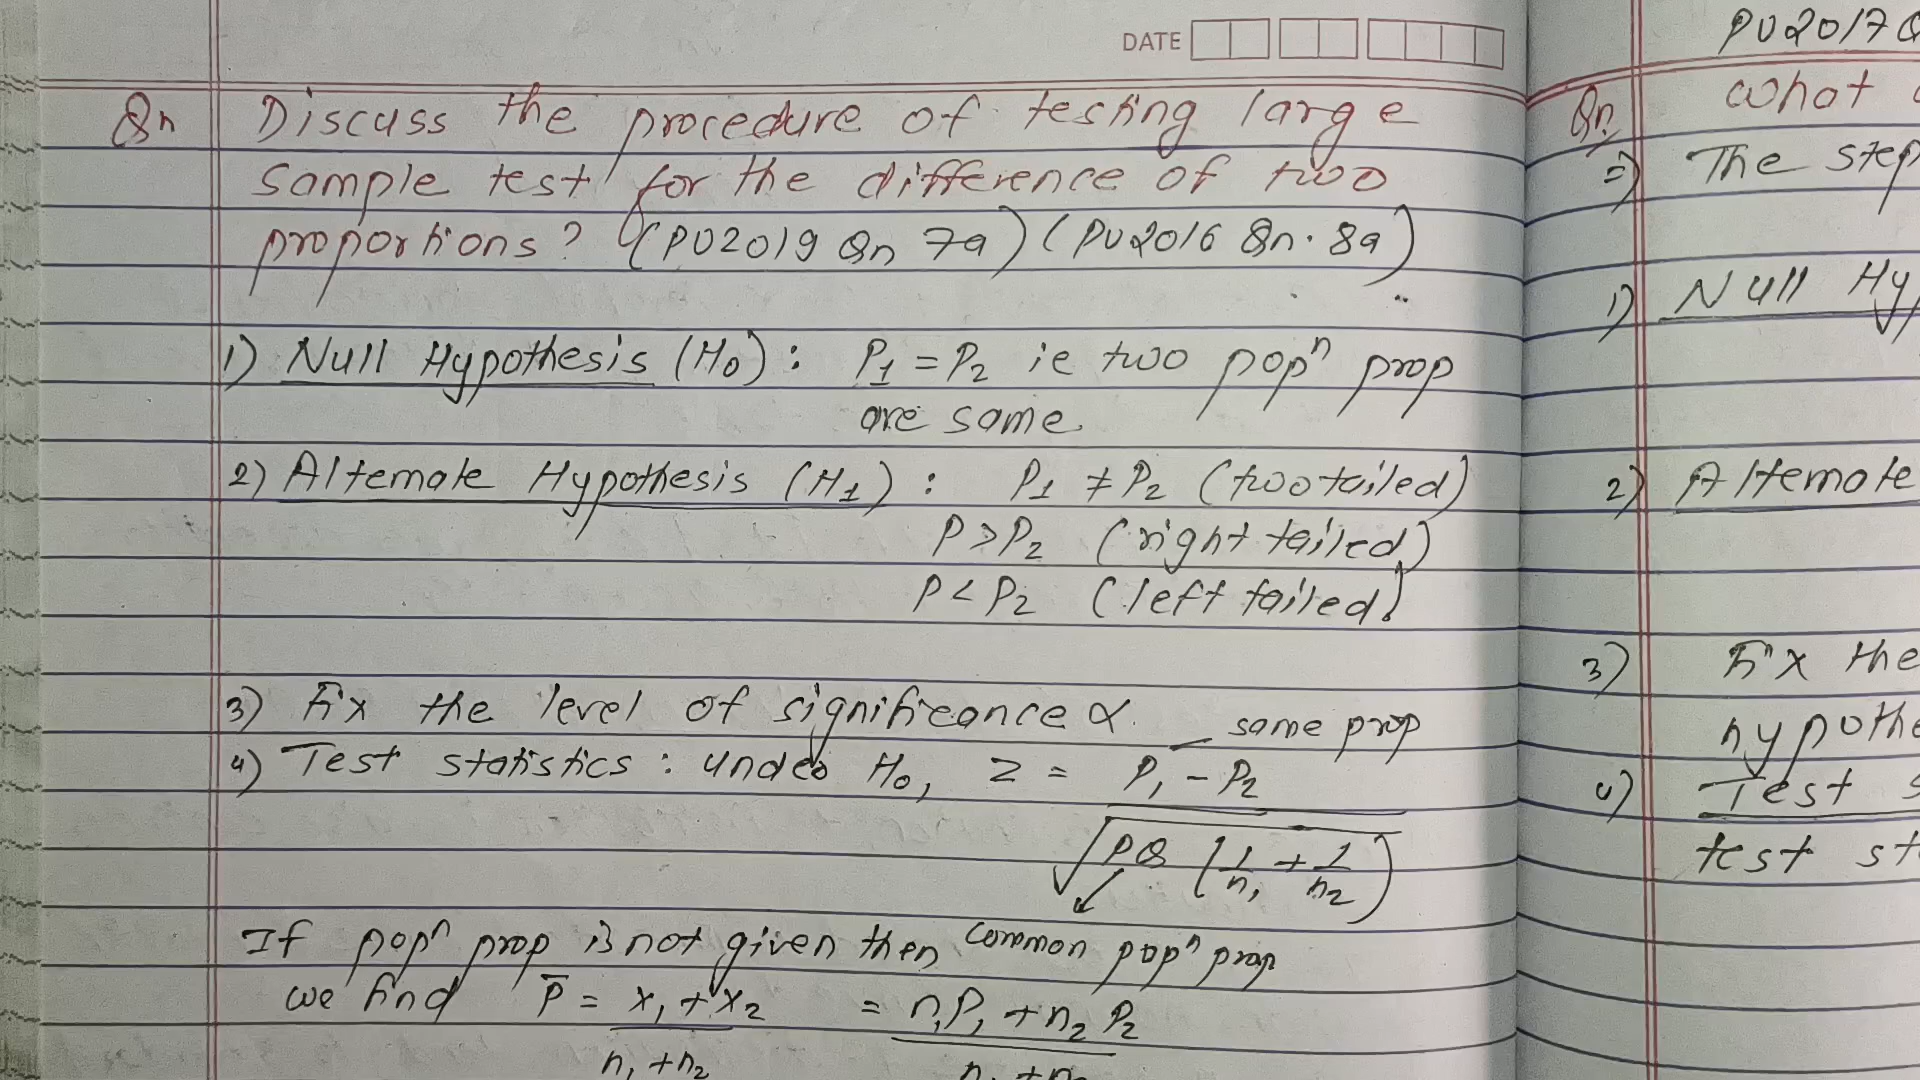 DATE
Qn Discuss the procedure of testing large
sample test for the difference of two
proportions? (PU2019 Qn 7a) (PU2016 Qn. 8a)
1) Null Hypothesis (H₀): P₁ = P₂ ie two popⁿ prop
are same
2) Alternate Hypothesis (H₁): P₁ ≠ P₂ (two tailed)
P > P₂ (right tailed)
P < P₂ (left tailed)
3) Fix the level of significance α.
same prop
4) Test statistics: under H₀, Z = P₁ - P₂
√PQ (1/n₁ + 1/n₂)
If popⁿ prop is not given then common popⁿ prop
we find P̅ = x₁ + x₂ = n₁P₁ + n₂P₂
n₁ + n₂ n₁ + n₂
PU2017 Q
Qn. What
=) The step
1) Null Hy
2) Alternate
3) Fix the
hypothe
4) Test s
test st